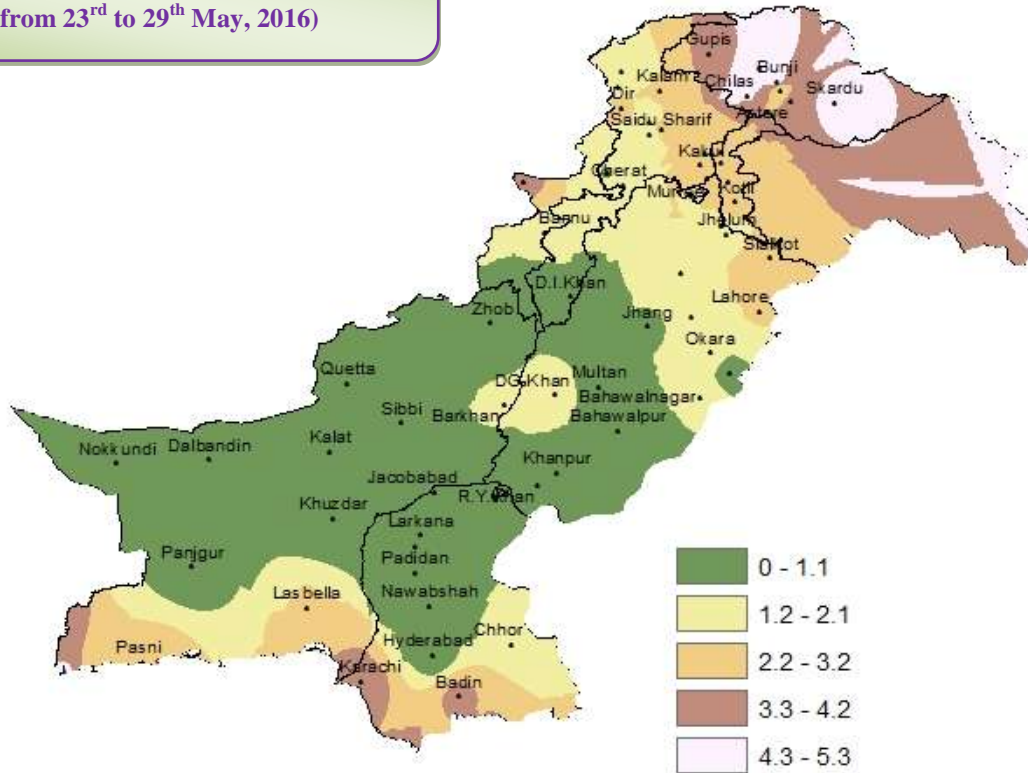 from 23rd to 29th May, 2016)
Gupis
Kalam
Chilas
Bunji
Skardu
Dir
Astore
Saidu Sharif
Kakul
Cherat
Kotli
Bannu
Jhelum
Sialkot
D.I.Khan
Lahore
Zhob
Jhang
Okara
Quetta
DG.Khan
Multan
Sibbi
Barkhan
Bahawalnagar
Bahawalpur
Nokkundi
Dalbandin
Kalat
Khanpur
Jacobabad
R.Y.Khan
Khuzdar
Larkana
Panjgur
Padidan
Lasbella
Nawabshah
Pasni
Hyderabad
Chhor
Karachi
Badin
0 - 1.1
1.2 - 2.1
2.2 - 3.2
3.3 - 4.2
4.3 - 5.3